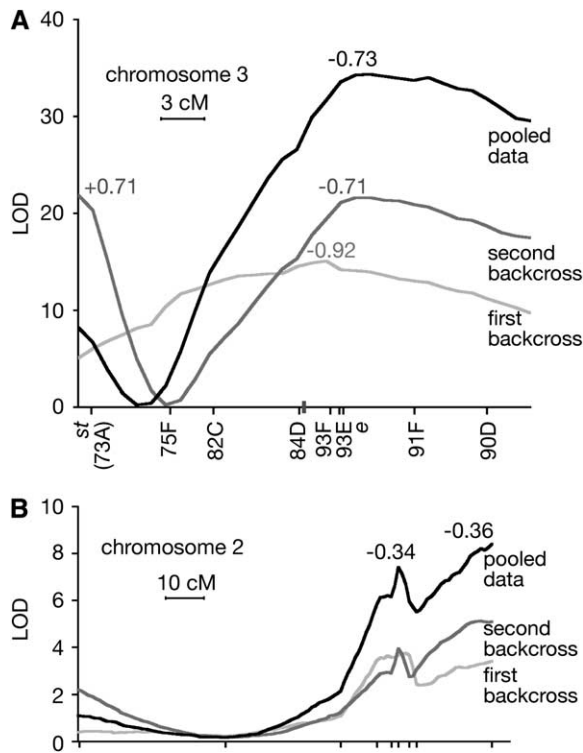 A
40
30
20
10
0
LOD
chromosome 3
3 cM
+0.71
-0.73
-0.71
-0.92
pooled
data
second
backcross
first
backcross
st
(73A)
75F
82C
84D
93F
93E
e
91F
90D
B
10
8
6
4
2
0
LOD
chromosome 2
10 cM
-0.34
-0.36
pooled
data
second
backcross
first
backcross